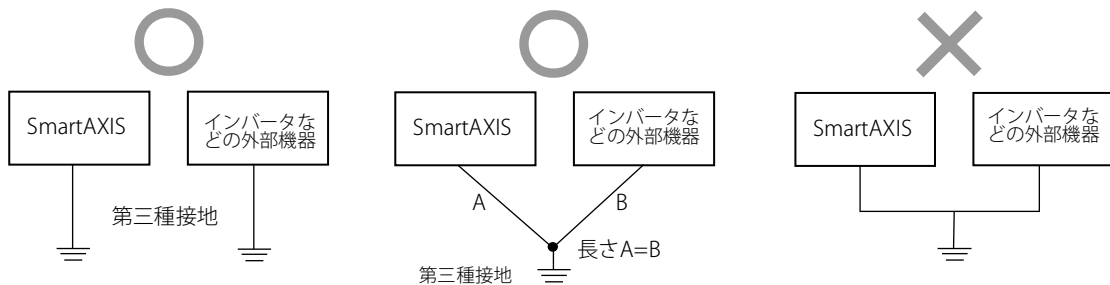 SmartAXIS
インバータな
どの外部機器
第三種接地
SmartAXIS
インバータな
どの外部機器
A
B
長さA=B
第三種接地
SmartAXIS
インバータな
どの外部機器